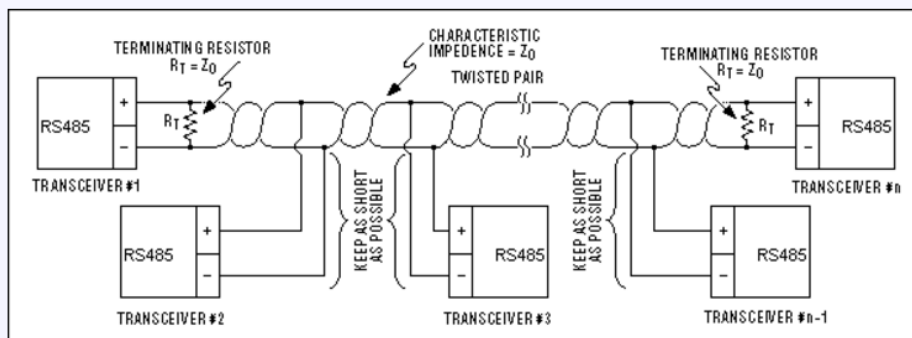 CHARACTERISTIC
IMPEDENCE = Z0
TERMINATING RESISTOR
RT = Z0
TWISTED PAIR
TERMINATING RESISTOR
RT = Z0
+
RS485
−
RT
RT
+
RS485
−
TRANSCEIVER #1
TRANSCEIVER #n
KEEP AS SHORT
AS POSSIBLE
KEEP AS SHORT
AS POSSIBLE
RS485
+
−
+
−
RS485
+
−
RS485
TRANSCEIVER #2
TRANSCEIVER #3
TRANSCEIVER #n-1